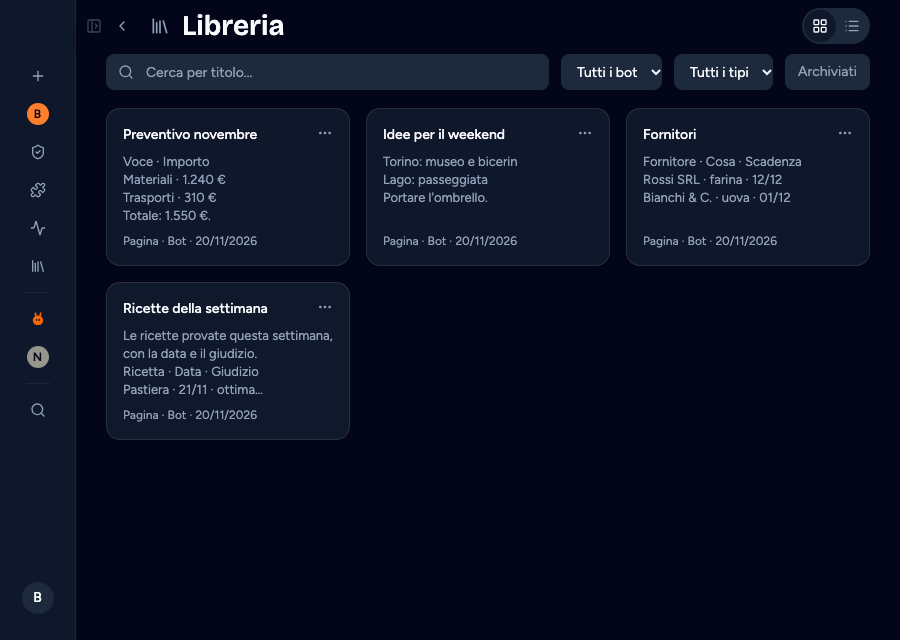 Libreria
Cerca per titolo...
Tutti i bot
Tutti i tipi
Archiviati
B
Preventivo novembre
Voce · Importo
Materiali · 1.240 €
Trasporti · 310 €
Totale: 1.550 €.
Pagina · Bot · 20/11/2026
Idee per il weekend
Torino: museo e bicerin
Lago: passeggiata
Portare l'ombrello.
Pagina · Bot · 20/11/2026
Fornitori
Fornitore · Cosa · Scadenza
Rossi SRL · farina · 12/12
Bianchi & C. · uova · 01/12
Pagina · Bot · 20/11/2026
Ricette della settimana
Le ricette provate questa settimana,
con la data e il giudizio.
Ricetta · Data · Giudizio
Pastiera · 21/11 · ottima...
Pagina · Bot · 20/11/2026
N
B